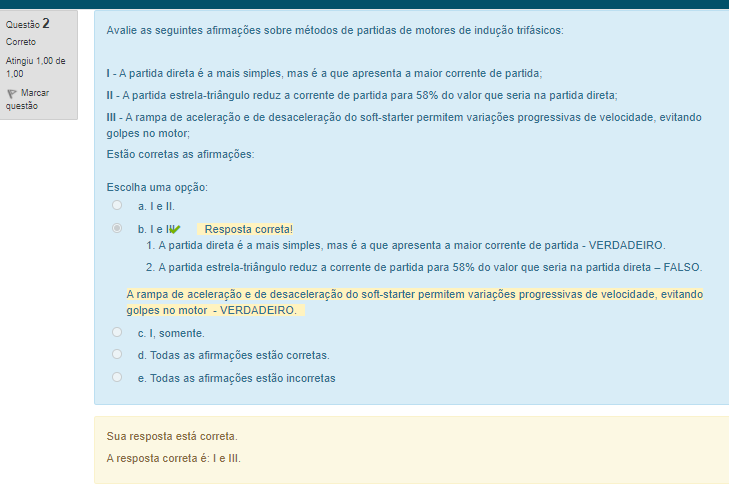 Questão 2
Correto
Atingiu 1,00 de
1,00
Marcar
questão
Avalie as seguintes afirmações sobre métodos de partidas de motores de indução trifásicos:
I - A partida direta é a mais simples, mas é a que apresenta a maior corrente de partida;
II - A partida estrela-triângulo reduz a corrente de partida para 58% do valor que seria na partida direta;
III - A rampa de aceleração e de desaceleração do soft-starter permitem variações progressivas de velocidade, evitando
golpes no motor;
Estão corretas as afirmações:
Escolha uma opção:
a. I e II.
b. I e III Resposta correta!
1. A partida direta é a mais simples, mas é a que apresenta a maior corrente de partida - VERDADEIRO.
2. A partida estrela-triângulo reduz a corrente de partida para 58% do valor que seria na partida direta – FALSO.
A rampa de aceleração e de desaceleração do soft-starter permitem variações progressivas de velocidade, evitando
golpes no motor - VERDADEIRO.
c. I, somente.
d. Todas as afirmações estão corretas.
e. Todas as afirmações estão incorretas
Sua resposta está correta.
A resposta correta é: I e III.